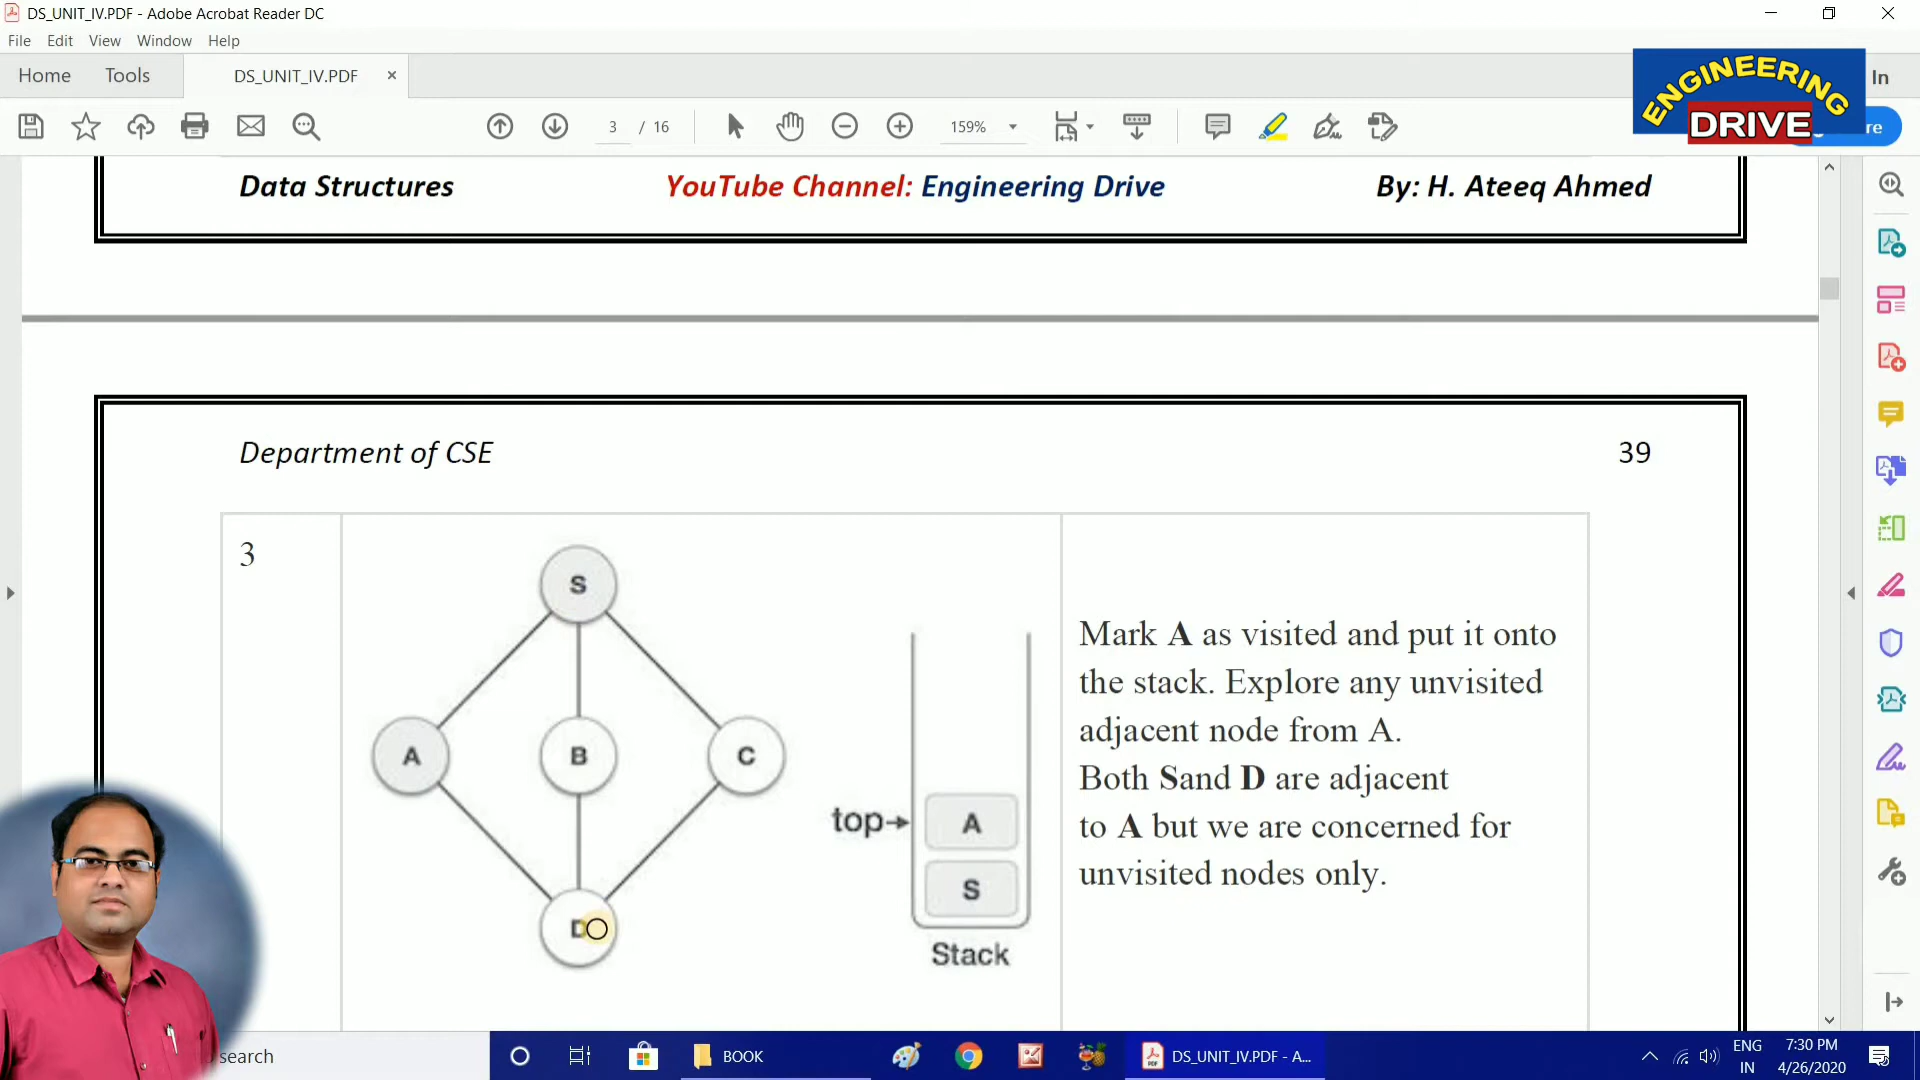 DS_UNIT_IV.PDF - Adobe Acrobat Reader DC
File Edit View Window Help
Home Tools DS_UNIT_IV.PDF × In
ENGINEERING
DRIVE
3 / 16 159% re
Data Structures YouTube Channel: Engineering Drive By: H. Ateeq Ahmed
Department of CSE 39
3
S
A B C
D
top
A
S
Stack
Mark A as visited and put it onto
the stack. Explore any unvisited
adjacent node from A.
Both Sand D are adjacent
to A but we are concerned for
unvisited nodes only.
search BOOK DS_UNIT_IV.PDF - A... ENG 7:30 PM
IN 4/26/2020